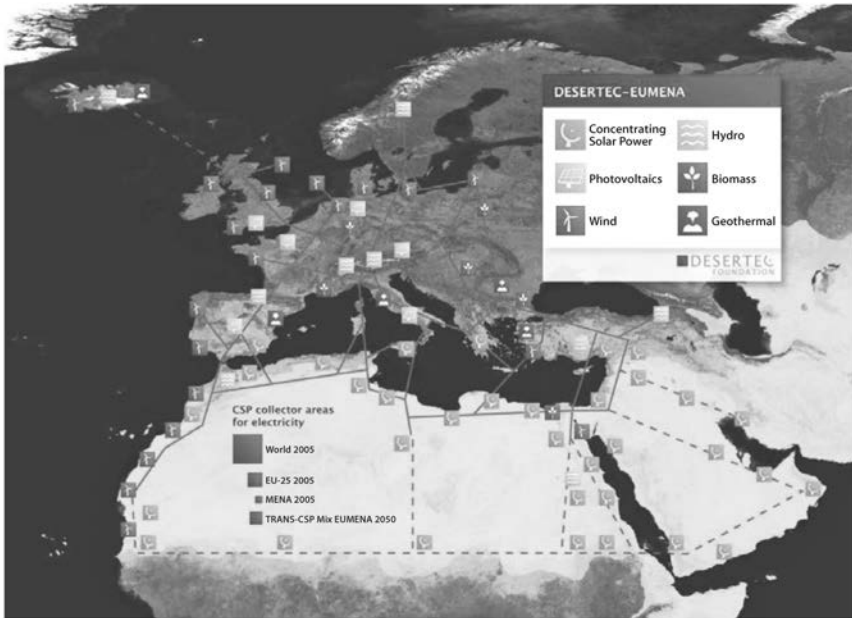 DESERTEC–EUMENA
Concentrating
Solar Power
Hydro
Photovoltaics
Biomass
Wind
Geothermal
DESERTEC
FOUNDATION
CSP collector areas
for electricity
World 2005
EU-25 2005
MENA 2005
TRANS-CSP Mix EUMENA 2050